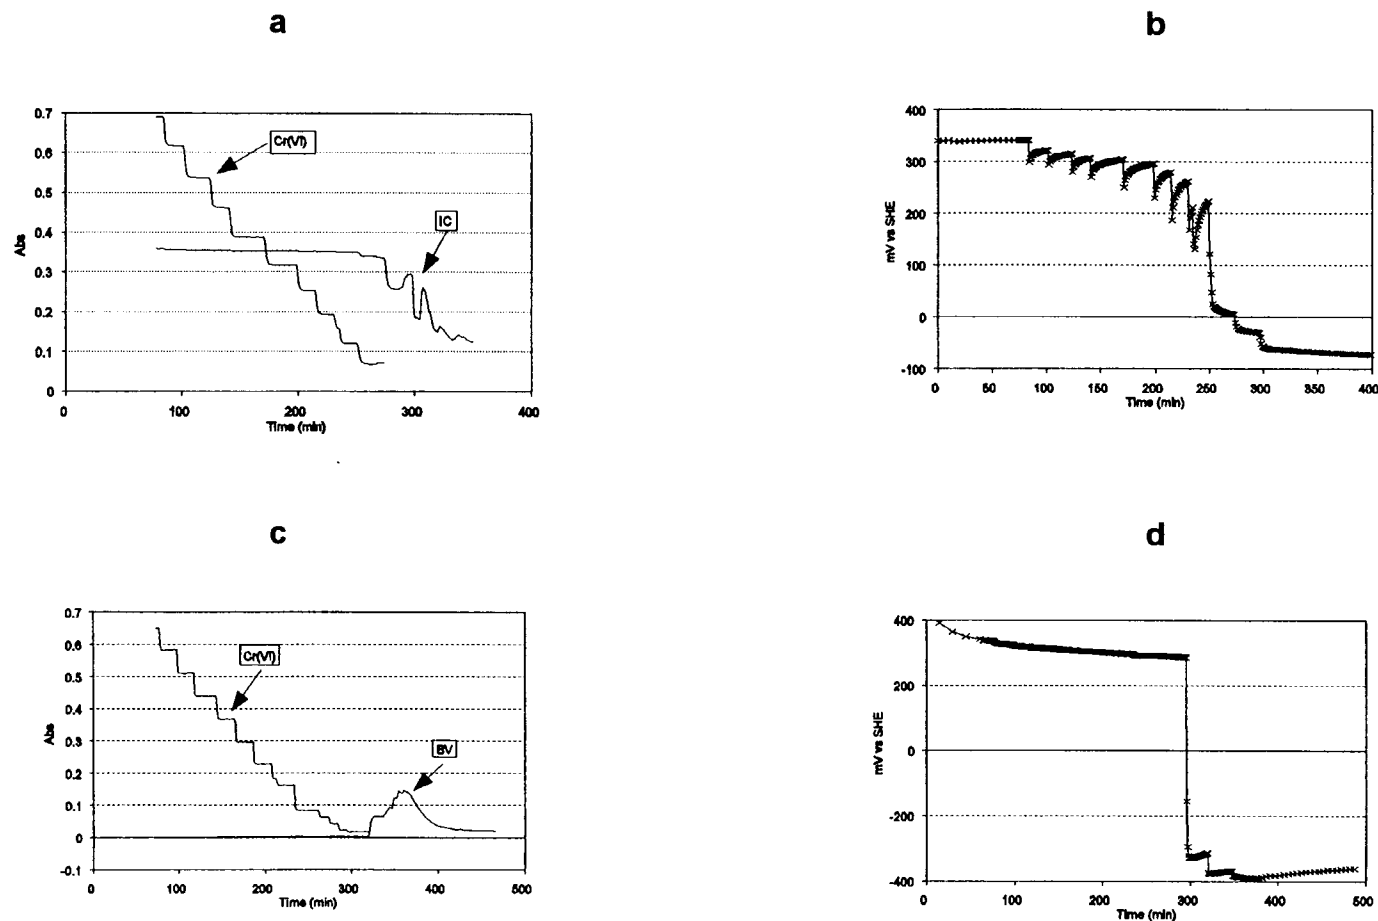 a
b
0.7
0.6
0.5
0.4
0.3
0.2
0.1
0
Abs
Cr(VI)
IC
0 100 200 300 400
Time (min)
400
300
200
100
0
-100
mV vs SHE
0 50 100 150 200 250 300 350 400
Time (min)
c
d
0.7
0.6
0.5
0.4
0.3
0.2
0.1
0
-0.1
Abs
Cr(VI)
BV
0 100 200 300 400 500
Time (min)
400
200
0
-200
-400
mV vs SHE
0 100 200 300 400 500
Time (min)